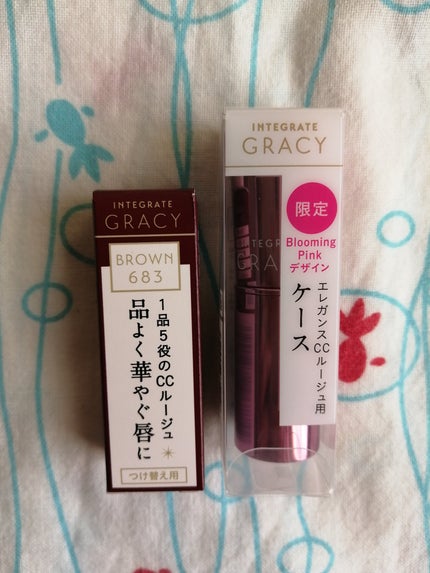 INTEGRATE
GRACY
BROWN
683
1品5役のCCルージュ
品よく華やぐ唇に
つけ替え用
INTEGRATE
GRACY
限定
Blooming
Pink
デザイン
エレガンスCCルージュ用
ケース